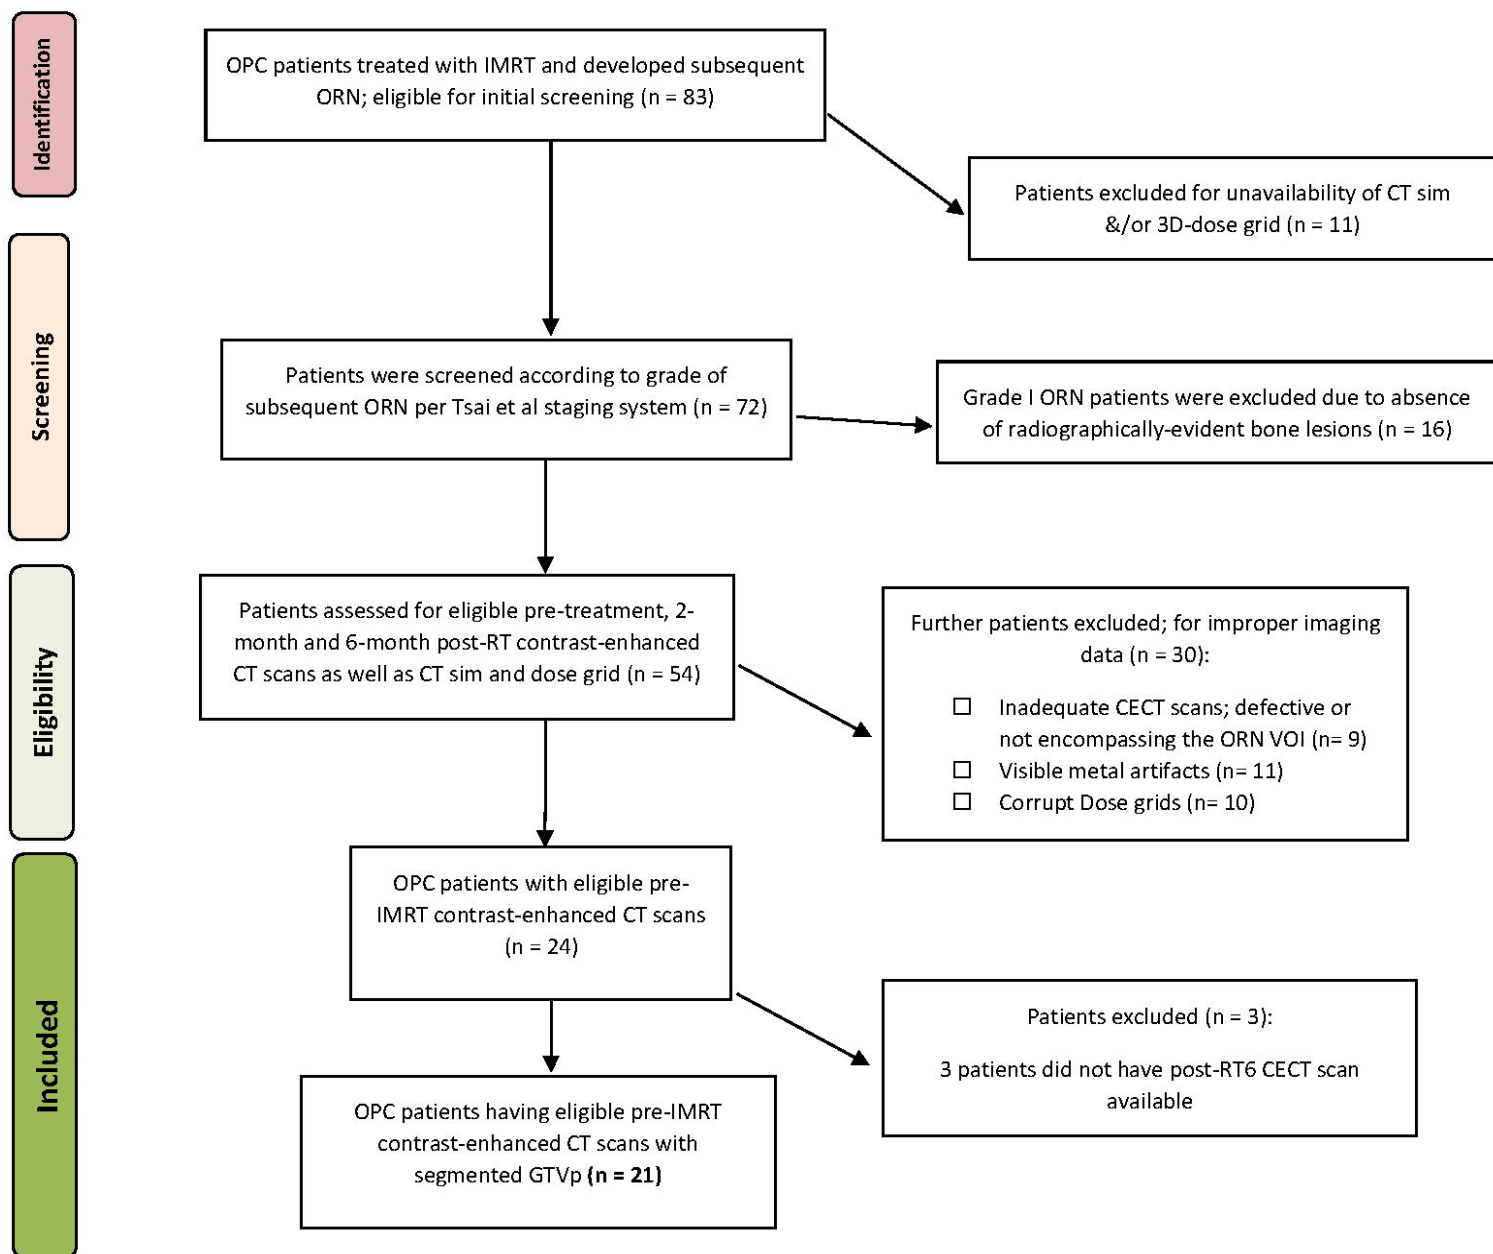 Identification
OPC patients treated with IMRT and developed subsequent
ORN; eligible for initial screening (n = 83)
Patients excluded for unavailability of CT sim
&/or 3D-dose grid (n = 11)
Screening
Patients were screened according to grade of
subsequent ORN per Tsai et al staging system (n = 72)
Grade I ORN patients were excluded due to absence
of radiographically-evident bone lesions (n = 16)
Eligibility
Patients assessed for eligible pre-treatment, 2-
month and 6-month post-RT contrast-enhanced
CT scans as well as CT sim and dose grid (n = 54)
Further patients excluded; for improper imaging
data (n = 30):
Inadequate CECT scans; defective or
not encompassing the ORN VOI (n= 9)
Visible metal artifacts (n= 11)
Corrupt Dose grids (n= 10)
Included
OPC patients with eligible pre-
IMRT contrast-enhanced CT scans
(n = 24)
Patients excluded (n = 3):
3 patients did not have post-RT6 CECT scan
available
OPC patients having eligible pre-IMRT
contrast-enhanced CT scans with
segmented GTVp (n = 21)